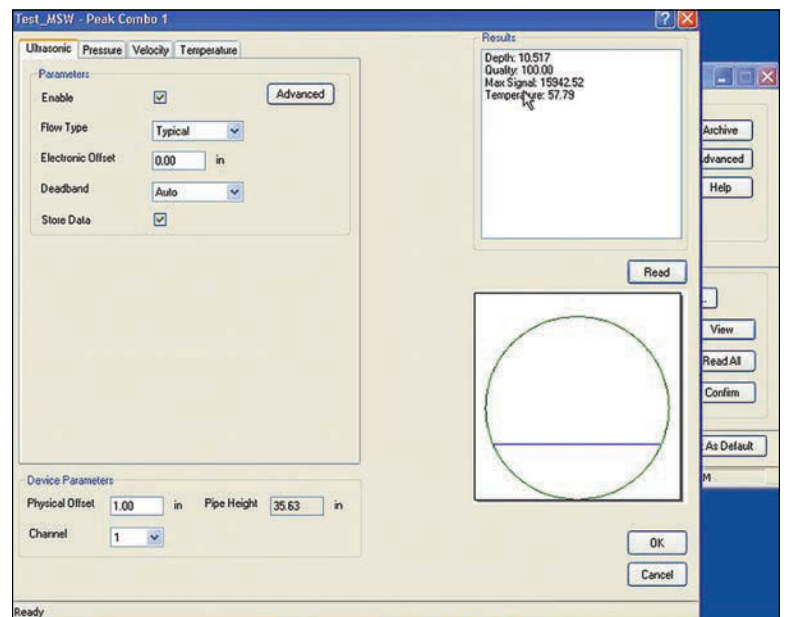 Test_MSW - Peak Combo 1
Ultrasonic Pressure Velocity Temperature
Parameters
Enable
Advanced
Flow Type Typical
Electronic Offset 0.00 in
Deadband Auto
Store Data
Results
Depth: 10.517
Quality: 100.00
Max Signal: 15942.52
Temperature: 57.79
Read
Device Parameters
Physical Offset 1.00 in Pipe Height 35.63 in
Channel 1
OK
Cancel
Ready
Archive
dvanced
Help
..
View
Read All
Confirm
As Default
M